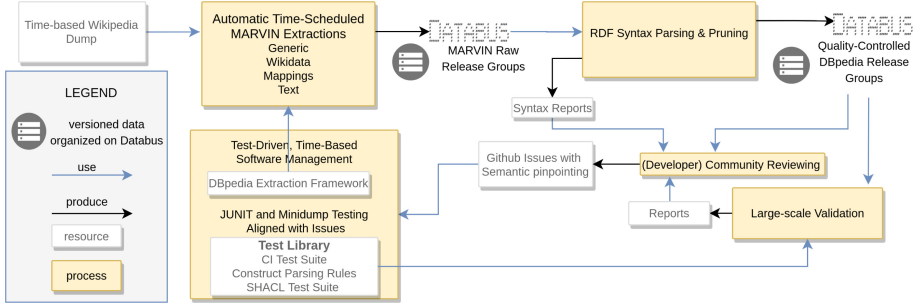 Time-based Wikipedia
Dump
Automatic Time-Scheduled
MARVIN Extractions
Generic
Wikidata
Mappings
Text
DATABUS
MARVIN Raw
Release Groups
RDF Syntax Parsing & Pruning
DATABUS
Quality-Controlled
DBpedia Release
Groups
LEGEND
versioned data
organized on Databus
use
produce
resource
process
Syntax Reports
Test-Driven, Time-Based
Software Management
DBpedia Extraction Framework
JUNIT and Minidump Testing
Aligned with Issues
Test Library
CI Test Suite
Construct Parsing Rules
SHACL Test Suite
Github Issues with
Semantic pinpointing
(Developer) Community Reviewing
Reports
Large-scale Validation